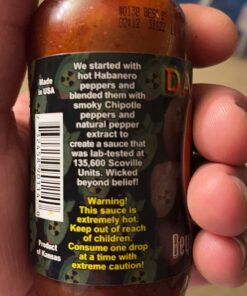 We started with
hot Habanero
peppers and
blended them with
smoky Chipotle
peppers and
natural pepper
extract to
create a sauce that
was lab-tested at
135,600 Scoville
Units. Wicked
beyond belief!
WARNING!
This sauce is
extremely hot.
Keep out of reach
of children.
Consume one drop
at a time with
extreme caution!
Made
in USA
Product
of Kansas